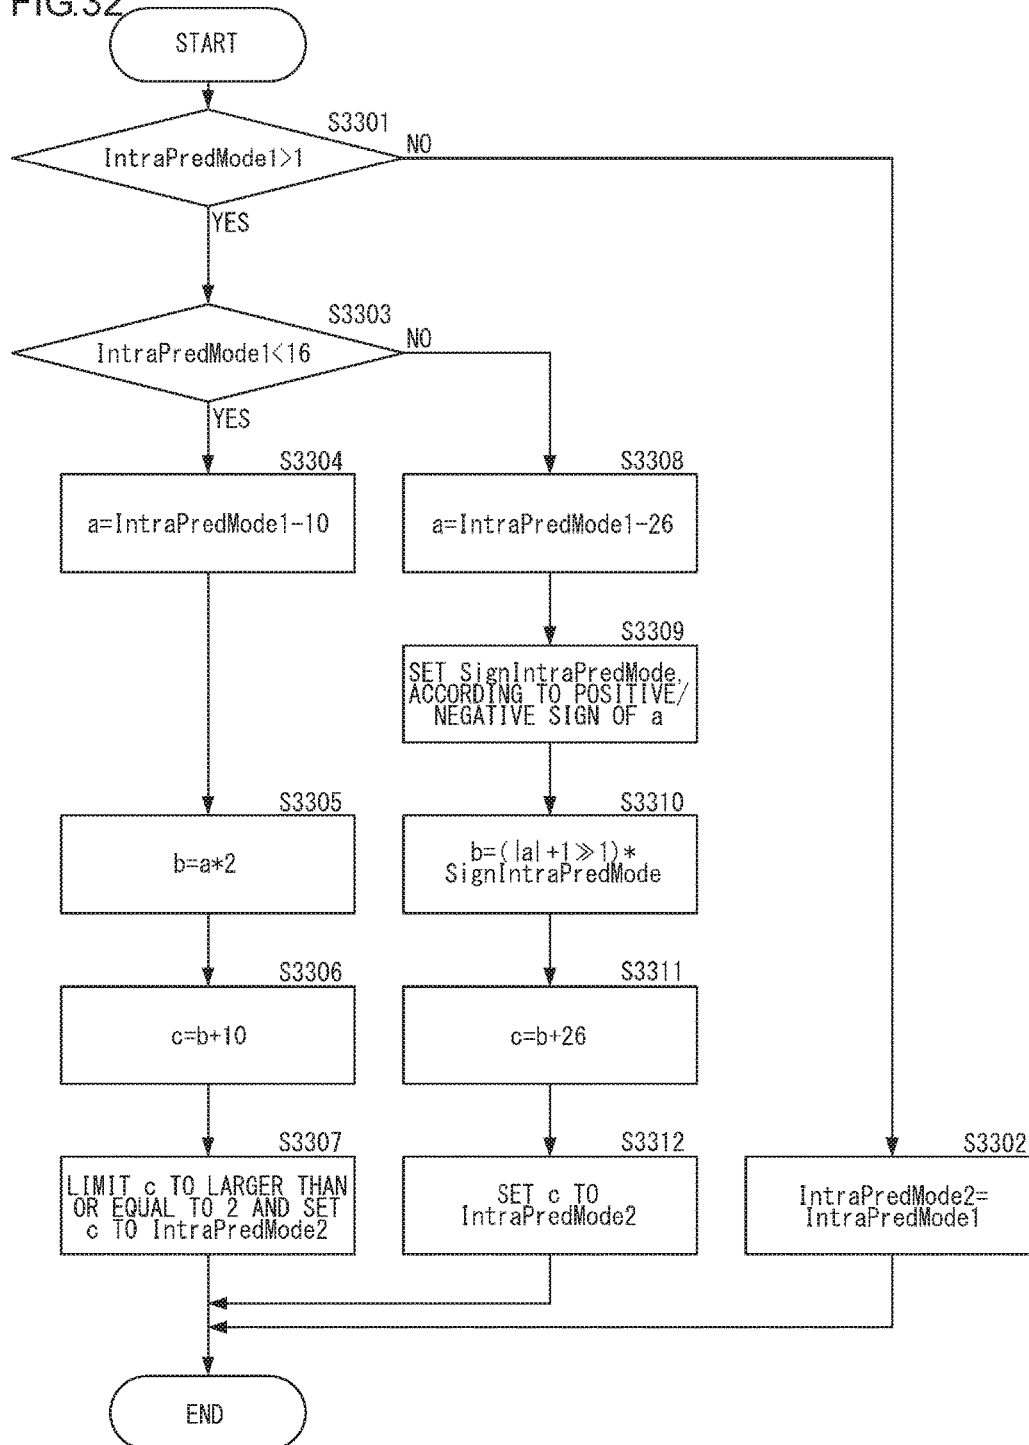 FIG.32
START
S3301
IntraPredMode1>1
NO
YES
S3303
IntraPredMode1<16
NO
YES
S3304
a=IntraPredMode1-10
S3308
a=IntraPredMode1-26
S3309
SET SignIntraPredMode,
ACCORDING TO POSITIVE/
NEGATIVE SIGN OF a
S3305
b=a*2
S3310
b=(|a|+1≫1)*
SignIntraPredMode
S3306
c=b+10
S3311
c=b+26
S3307
LIMIT c TO LARGER THAN
OR EQUAL TO 2 AND SET
c TO IntraPredMode2
S3312
SET c TO
IntraPredMode2
S3302
IntraPredMode2=
IntraPredMode1
END